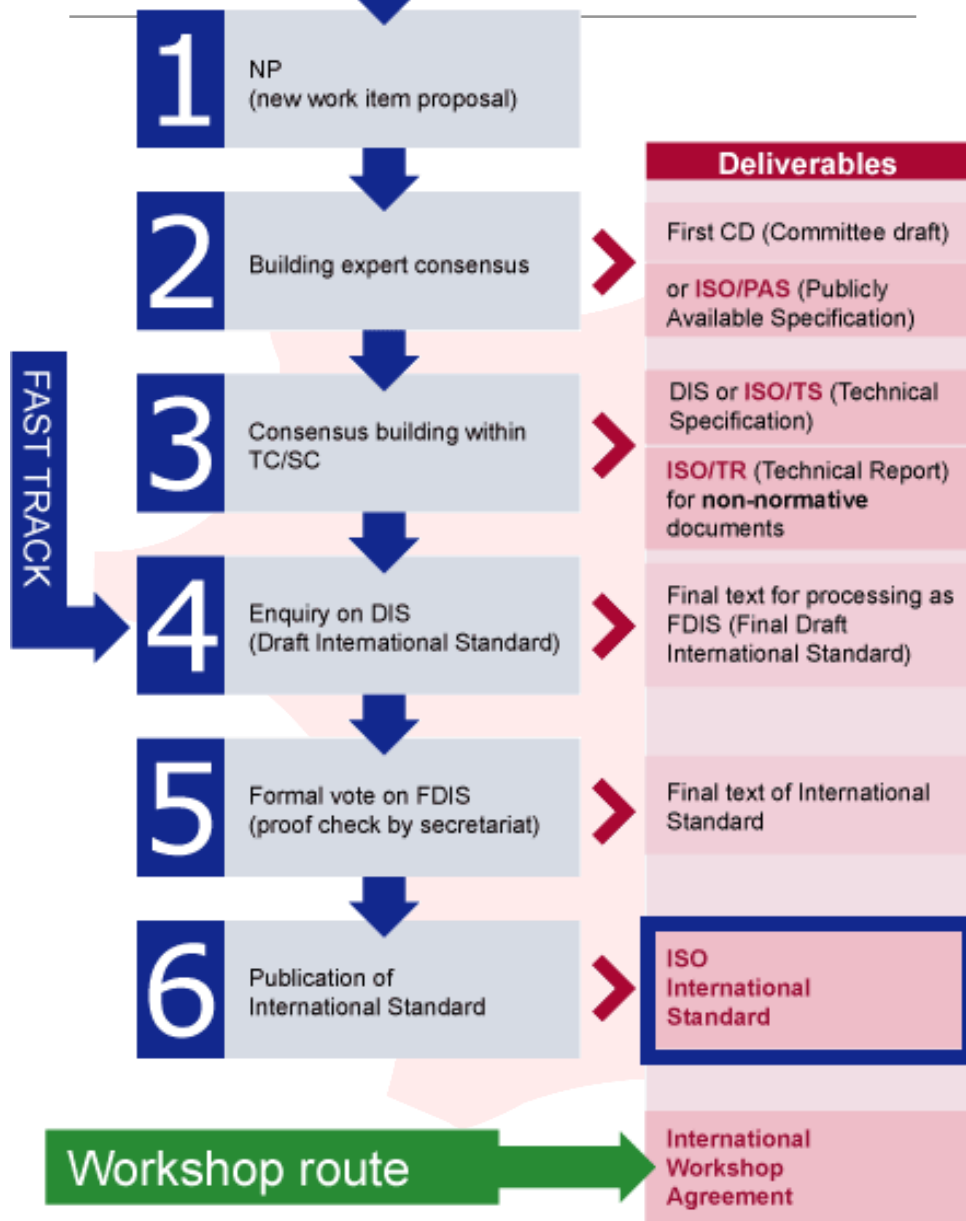 1
NP
(new work item proposal)
Deliverables
2
Building expert consensus
First CD (Committee draft)
or ISO/PAS (Publicly
Available Specification)
FAST TRACK
3
Consensus building within
TC/SC
DIS or ISO/TS (Technical
Specification)
ISO/TR (Technical Report)
for non-normative
documents
4
Enquiry on DIS
(Draft International Standard)
Final text for processing as
FDIS (Final Draft
International Standard)
5
Formal vote on FDIS
(proof check by secretariat)
Final text of International
Standard
6
Publication of
International Standard
ISO
International
Standard
Workshop route
International
Workshop
Agreement